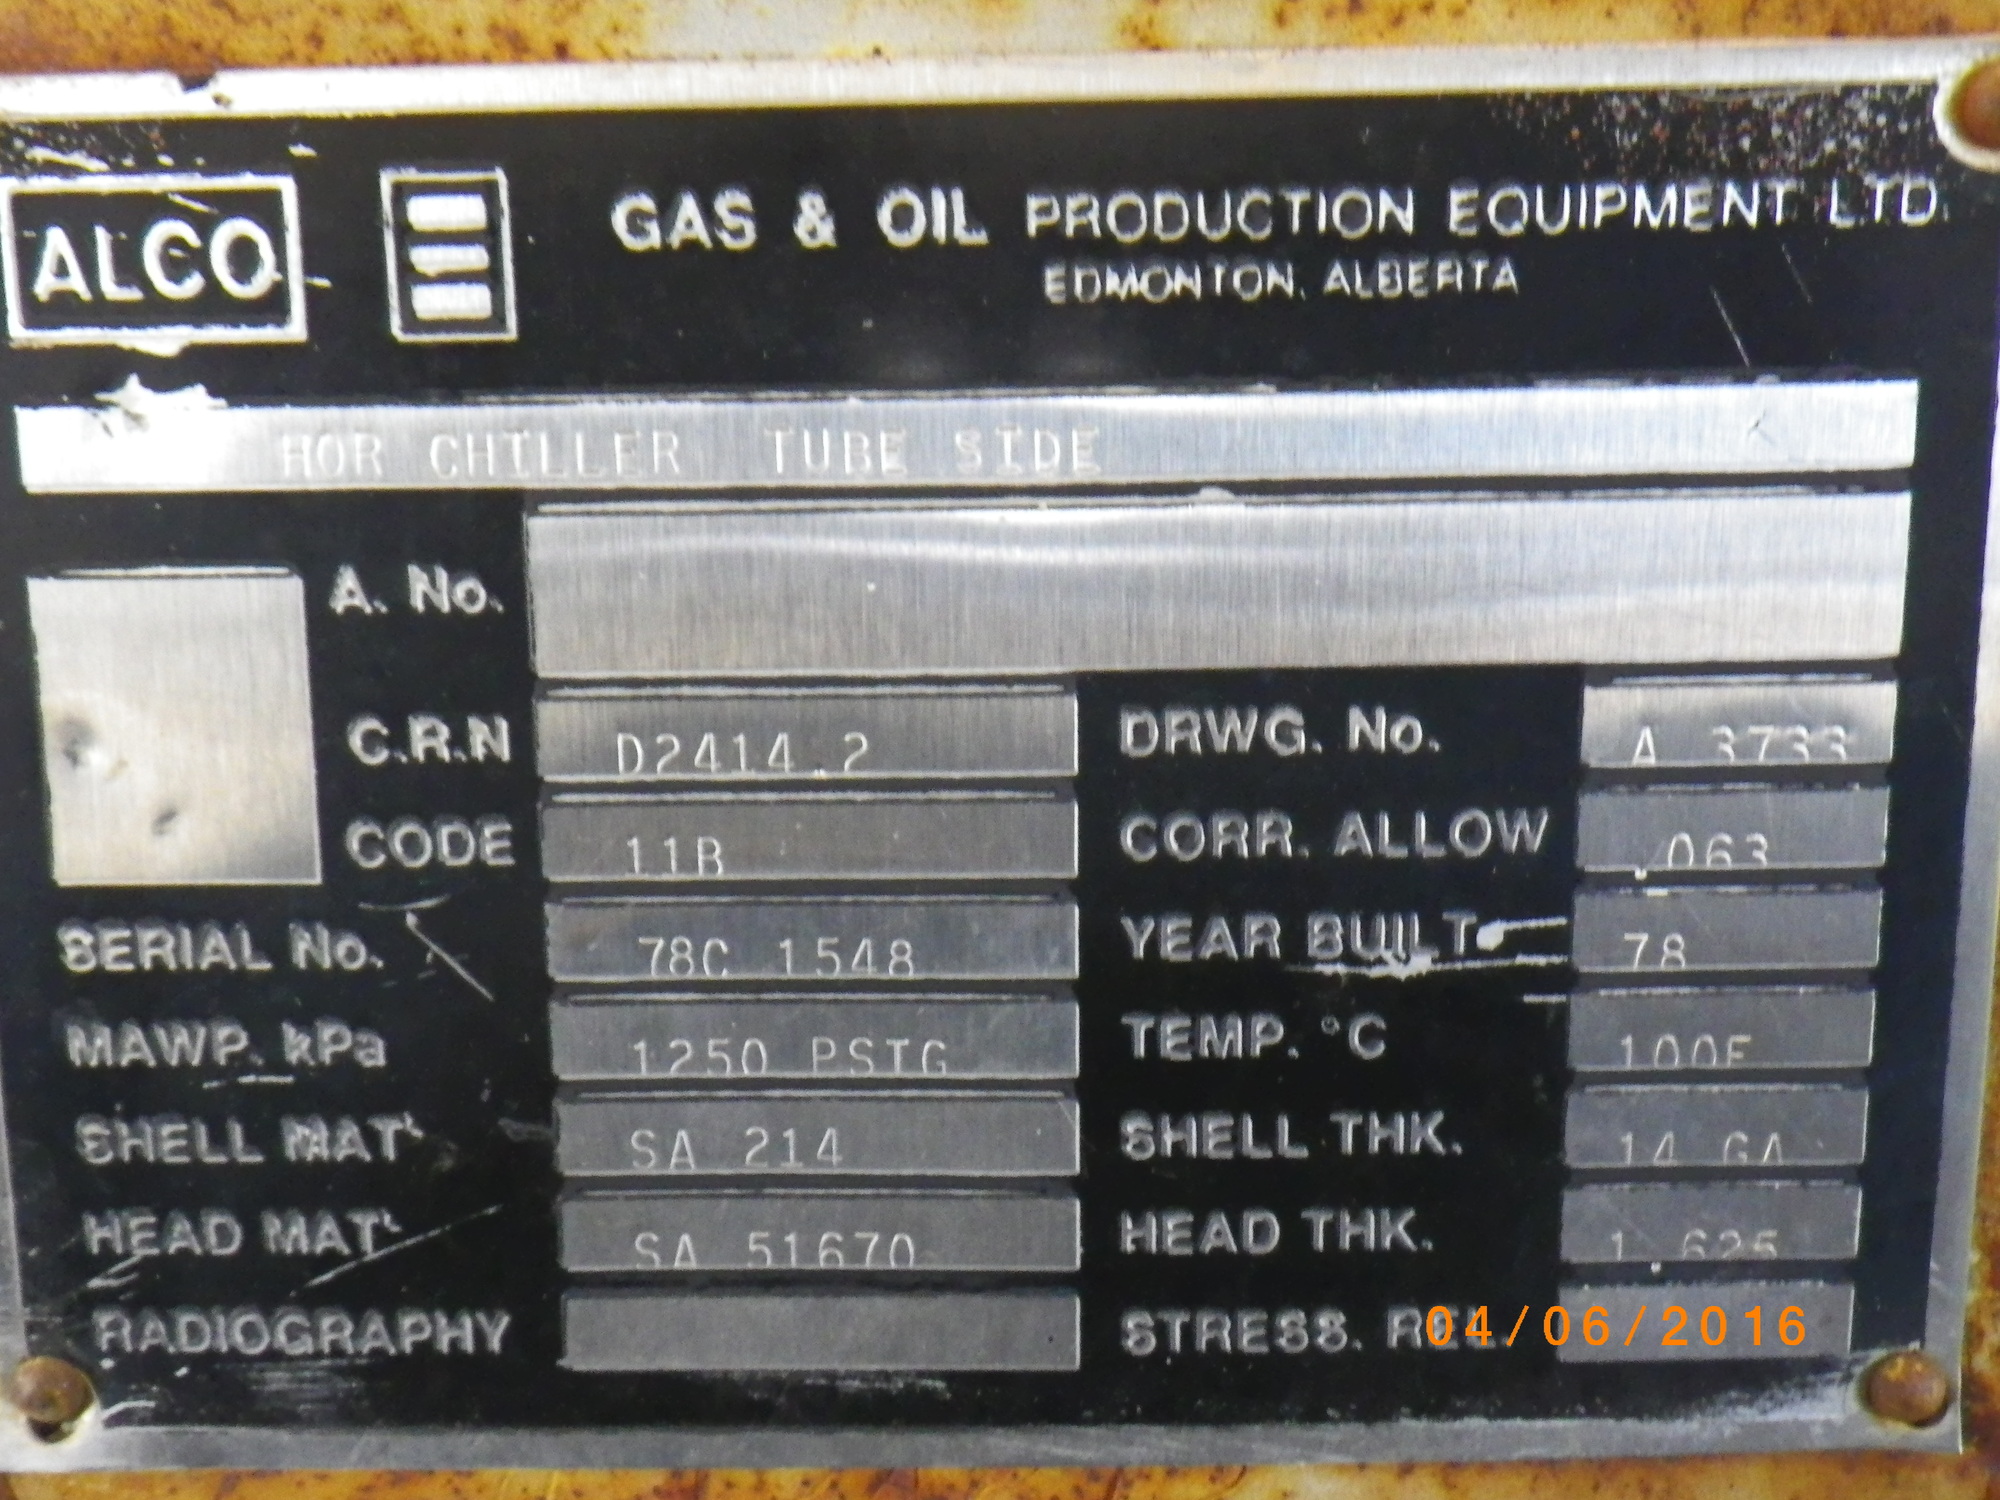 ALCO GAS & OIL PRODUCTION EQUIPMENT LTD.
EDMONTON, ALBERTA
HOR CHILLER TUBE SIDE
A. No.
C.R.N D2414.2 DRWG. No. A 3733
CODE 11B CORR. ALLOW .063
SERIAL No. 78C 1548 YEAR BUILT 78
MAWP. kPa 1250 PSIG TEMP. °C 100F
SHELL MAT'L SA 214 SHELL THK. 14 GA
HEAD MAT'L SA 51670 HEAD THK. 1.625
RADIOGRAPHY STRESS. REL.
04/06/2016